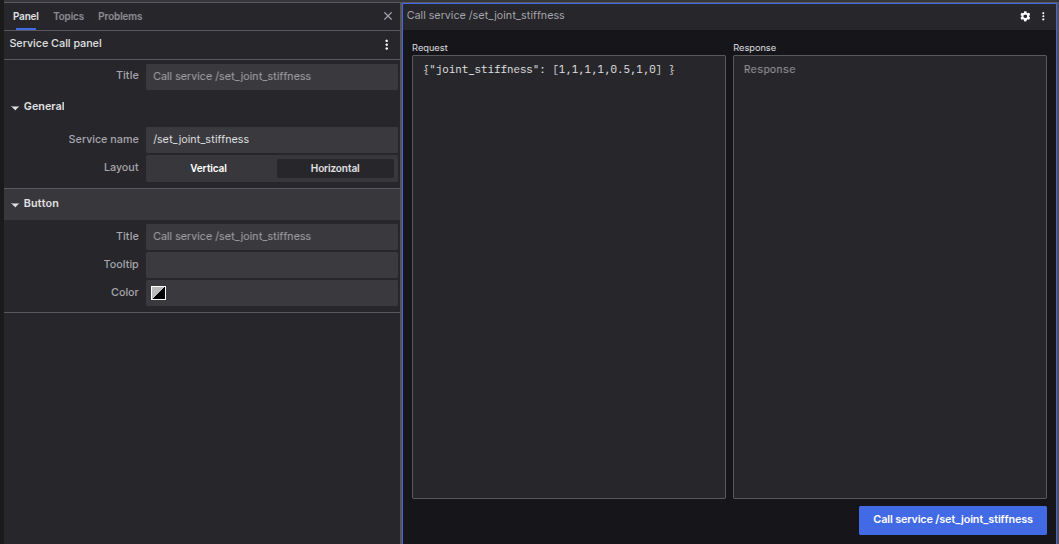 Panel Topics Problems
Service Call panel
Title Call service /set_joint_stiffness
General
Service name /set_joint_stiffness
Layout Vertical Horizontal
Button
Title Call service /set_joint_stiffness
Tooltip
Color
Call service /set_joint_stiffness
Request
{"joint_stiffness": [1,1,1,1,0.5,1,0] }
Response
Response
Call service /set_joint_stiffness